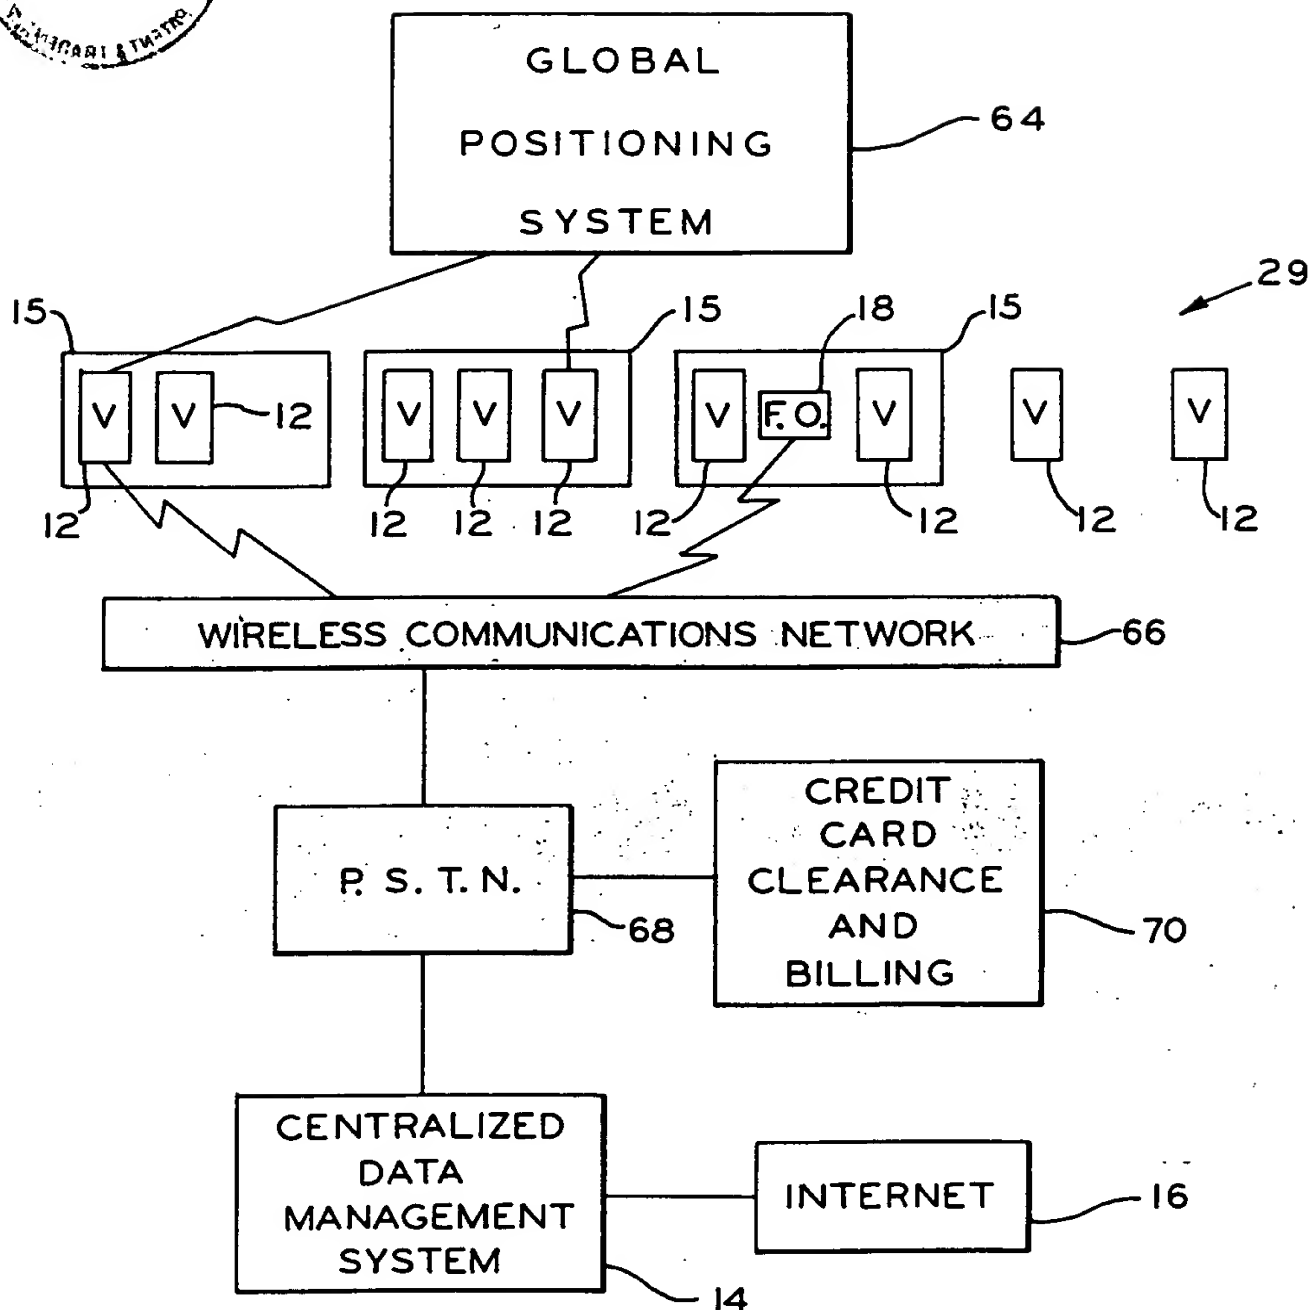 GLOBAL
POSITIONING
SYSTEM
64
29
15
15
18
15
V V 12
V V V
V F.O. V
V
V
12
12 12 12
12 12
12
12
WIRELESS COMMUNICATIONS NETWORK
66
P. S. T. N.
68
CREDIT
CARD
CLEARANCE
AND
BILLING
70
CENTRALIZED
DATA
MANAGEMENT
SYSTEM
14
INTERNET
16